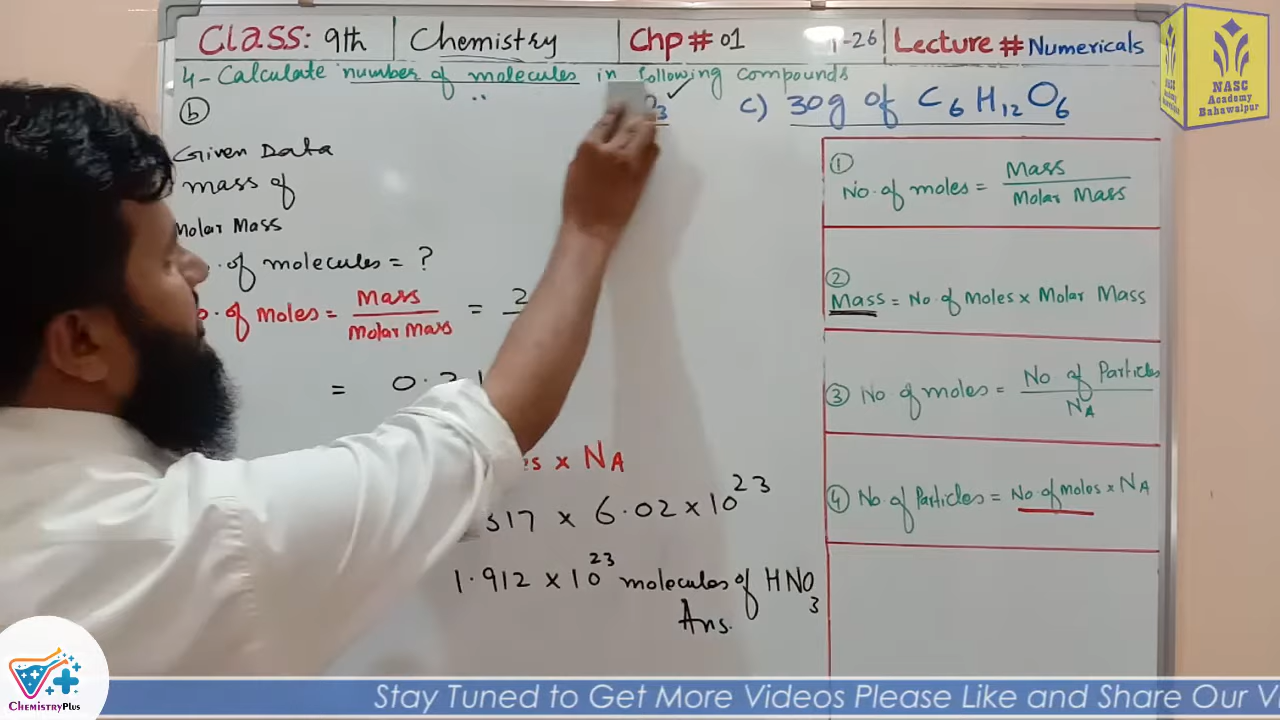 Class: 9th Chemistry Chp # 01 1-26 Lecture # Numericals
4- Calculate number of molecules in following compounds
b 3 ✓ c) 30g of C6H12O6
Given Data
mass of
Molar Mass
of molecules = ?
of moles = Mass / Molar Mass = 2
= 0.
× NA
317 × 6.02 × 10^23
1.912 × 10^23 molecules of HNO3
Ans.
① No. of moles = Mass / Molar Mass
② Mass = No. of Moles × Molar Mass
③ No. of moles = No of Particles / NA
④ No. of Particles = No. of moles × NA
NASC
Academy
Bahawalpur
ChemistryPlus
Stay Tuned to Get More Videos Please Like and Share Our V